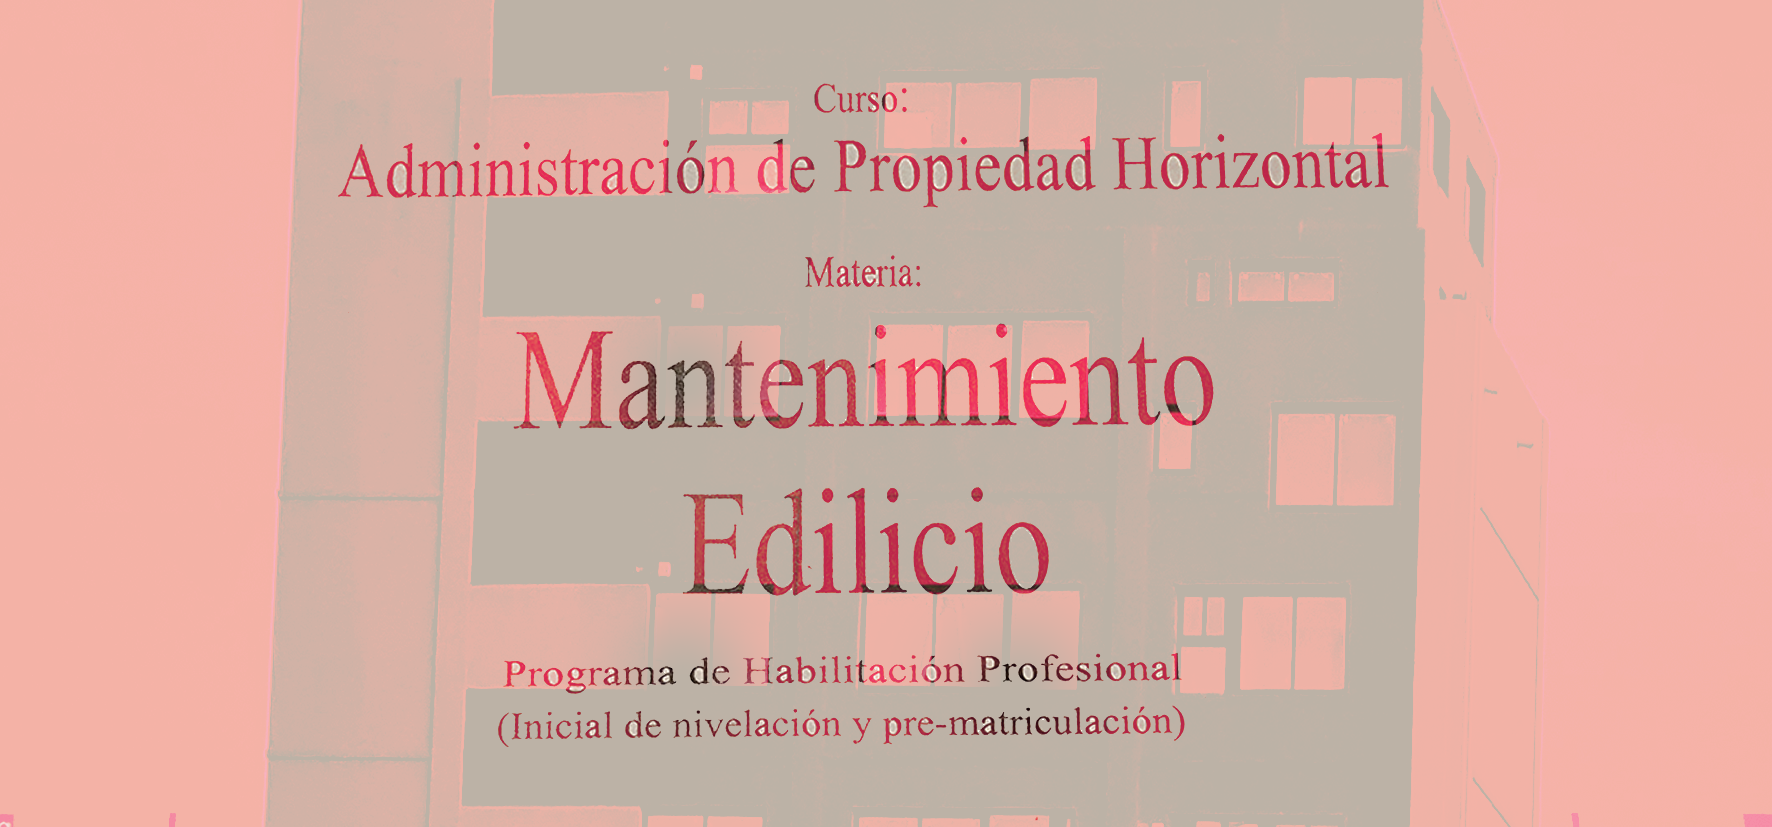 Curso:
Administración de Propiedad Horizontal
Materia:
Mantenimiento
Edilicio
Programa de Habilitación Profesional
(Inicial de nivelación y pre-matriculación)